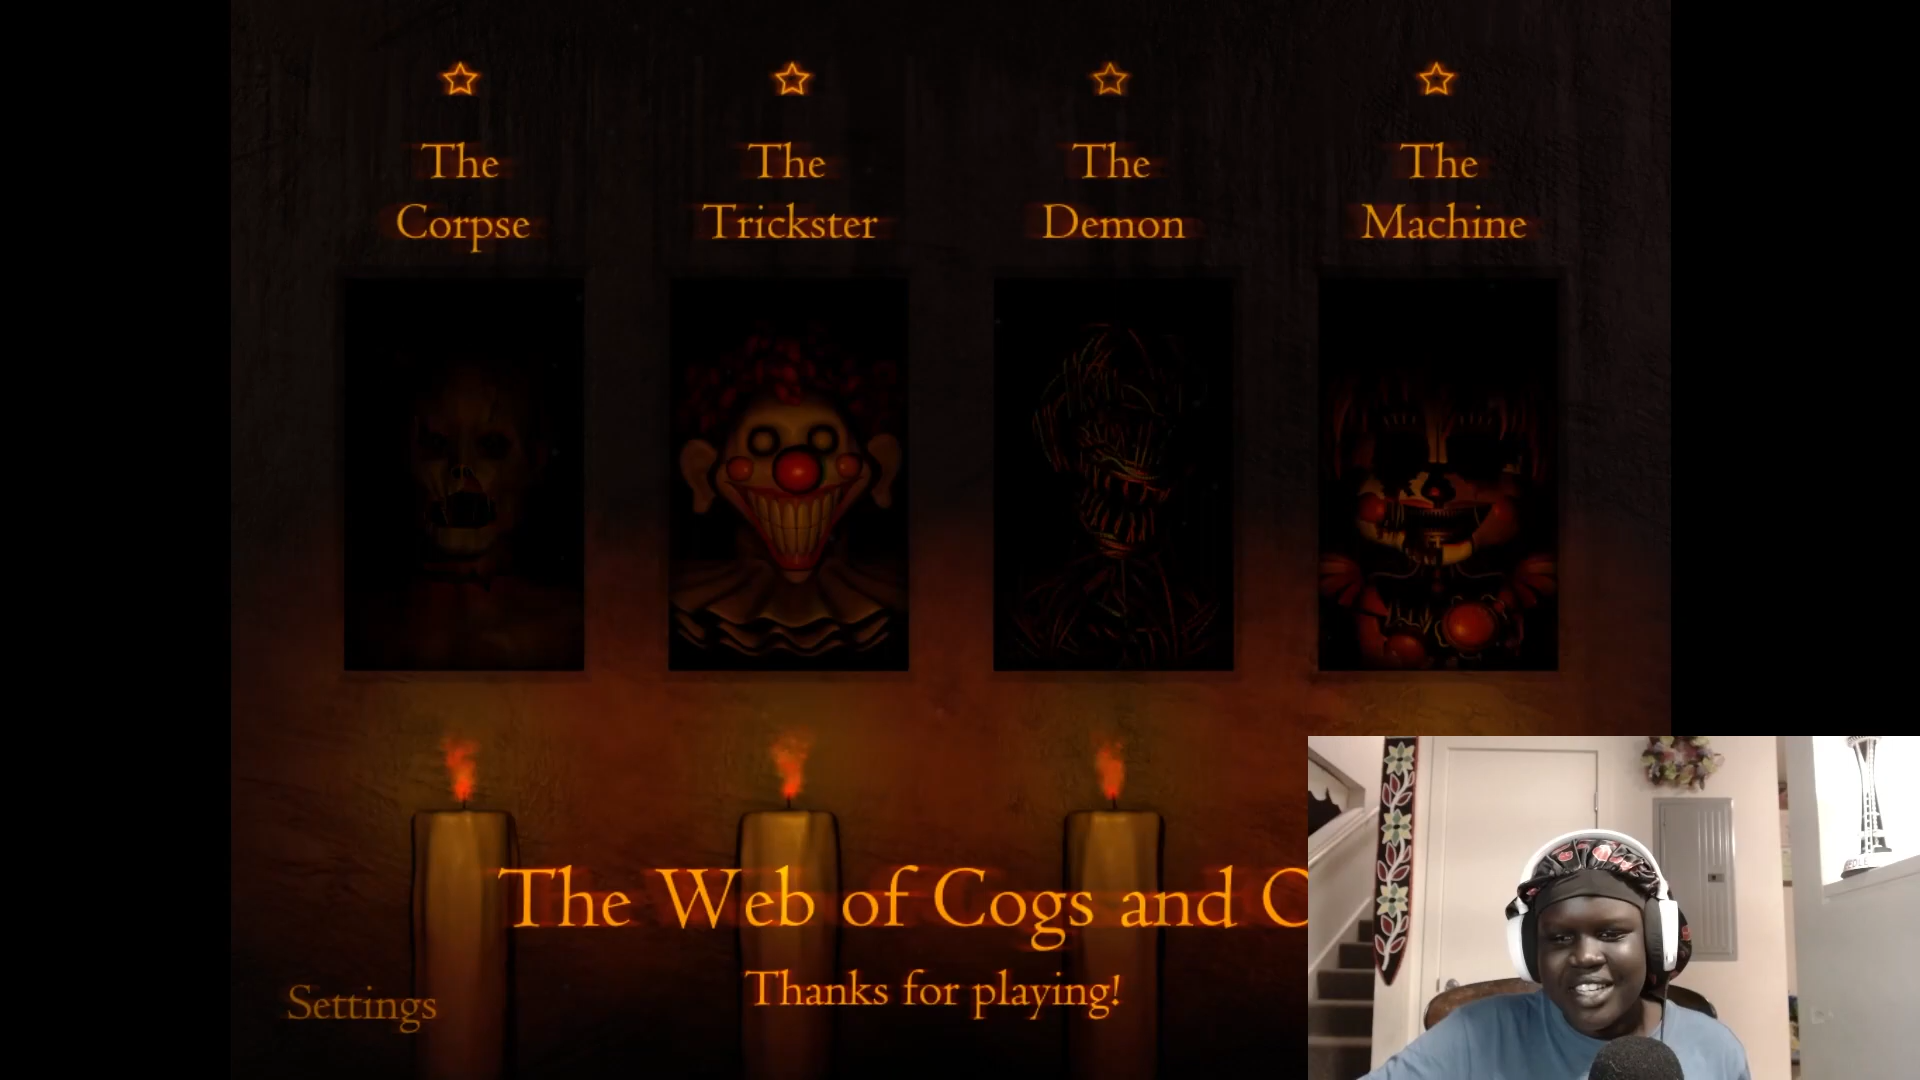 The
Corpse
The
Trickster
The
Demon
The
Machine
The Web of Cogs and
Thanks for playing!
Settings